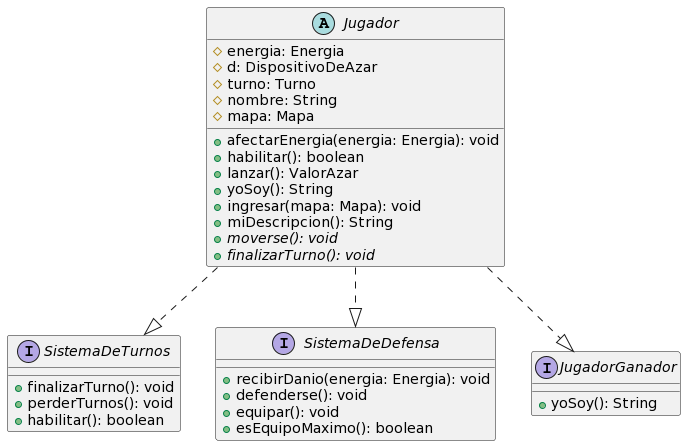 A Jugador
energia: Energia
d: DispositivoDeAzar
turno: Turno
nombre: String
mapa: Mapa
afectarEnergia(energia: Energia): void
habilitar(): boolean
lanzar(): ValorAzar
yoSoy(): String
ingresar(mapa: Mapa): void
miDescripcion(): String
moverse(): void
finalizarTurno(): void
I SistemaDeTurnos
finalizarTurno(): void
perderTurnos(): void
habilitar(): boolean
I SistemaDeDefensa
recibirDanio(energia: Energia): void
defenderse(): void
equipar(): void
esEquipoMaximo(): boolean
I JugadorGanador
yoSoy(): String